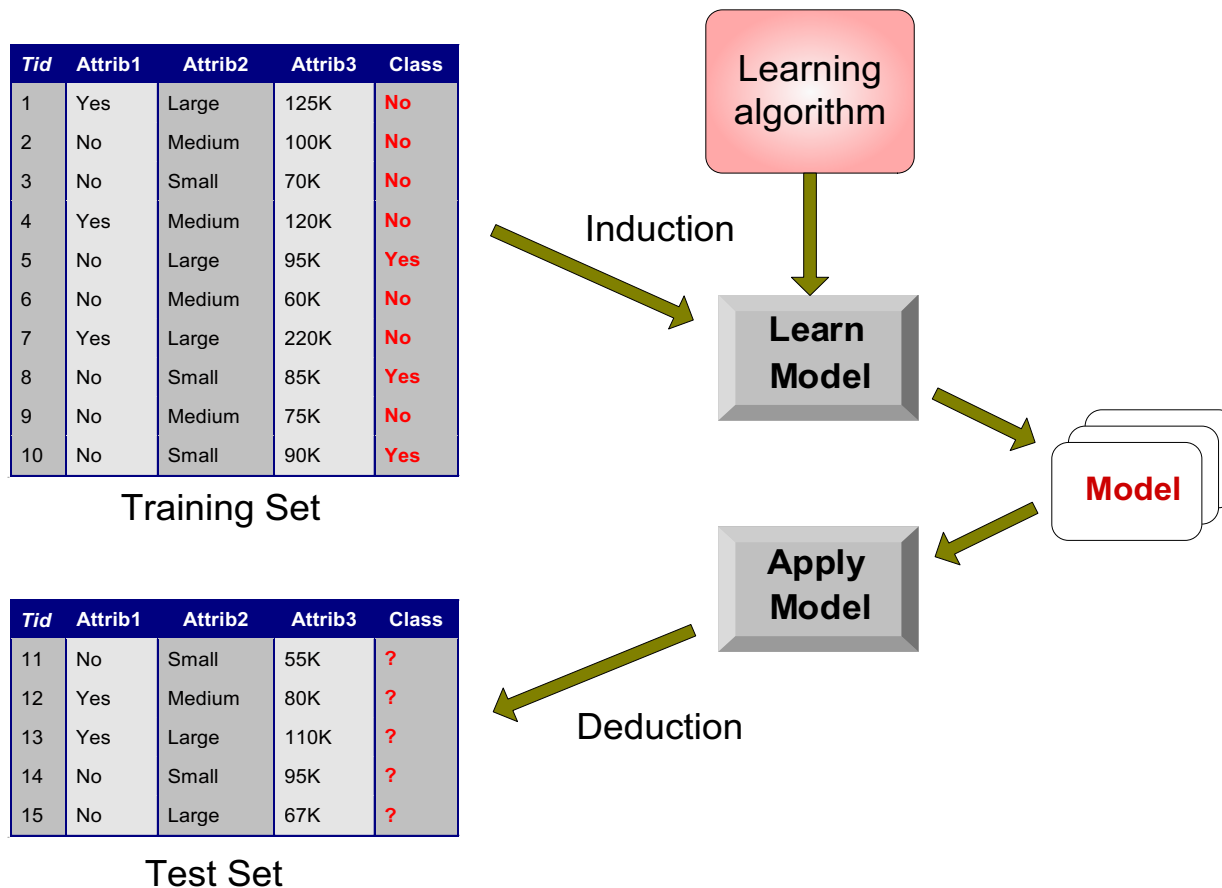 Tid Attrib1 Attrib2 Attrib3 Class
1 Yes Large 125K No
2 No Medium 100K No
3 No Small 70K No
4 Yes Medium 120K No
5 No Large 95K Yes
6 No Medium 60K No
7 Yes Large 220K No
8 No Small 85K Yes
9 No Medium 75K No
10 No Small 90K Yes
Training Set
Learning
algorithm
Induction
Learn
Model
Model
Apply
Model
Deduction
Tid Attrib1 Attrib2 Attrib3 Class
11 No Small 55K ?
12 Yes Medium 80K ?
13 Yes Large 110K ?
14 No Small 95K ?
15 No Large 67K ?
Test Set